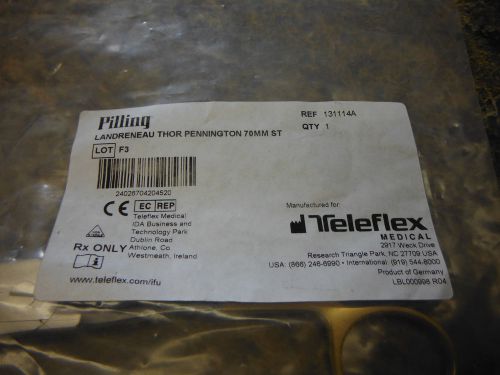 Pilling
LANDRENEAU THOR PENNINGTON 70MM ST
REF 131114A
QTY 1
LOT F3
24026704204520
CE EC REP
Teleflex Medical
IDA Business and
Technology Park
Dublin Road
Athlone, Co
Westmeath, Ireland
Rx ONLY
i
www.teleflex.com/ifu
Manufactured for:
Teleflex
MEDICAL
2917 Weck Drive
Research Triangle Park, NC 27709 USA
USA: (866) 246-6990 • International: (919) 544-8000
Product of Germany
LBL000998 R04